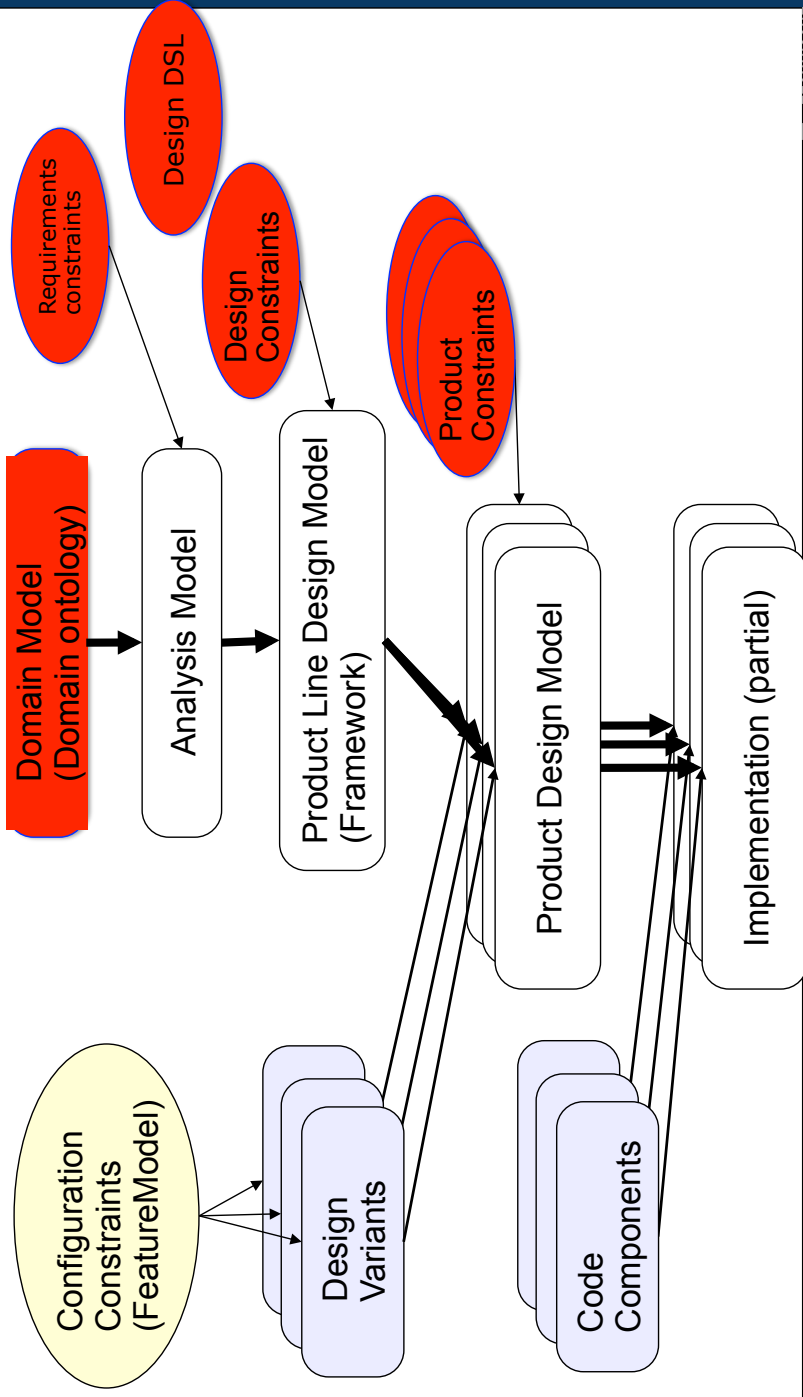 Configuration
Constraints
(FeatureModel)
Domain Model
(Domain ontology)
Requirements
constraints
Analysis Model
Design DSL
Design
Constraints
Product Line Design Model
(Framework)
Design
Variants
Product
Constraints
Product Design Model
Code
Components
Implementation (partial)